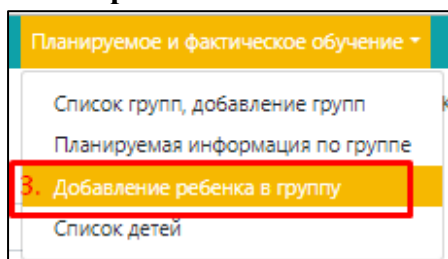 Планируемое и фактическое обучение
Список групп, добавление групп
Планируемая информация по группе
3. Добавление ребенка в группу
Список детей